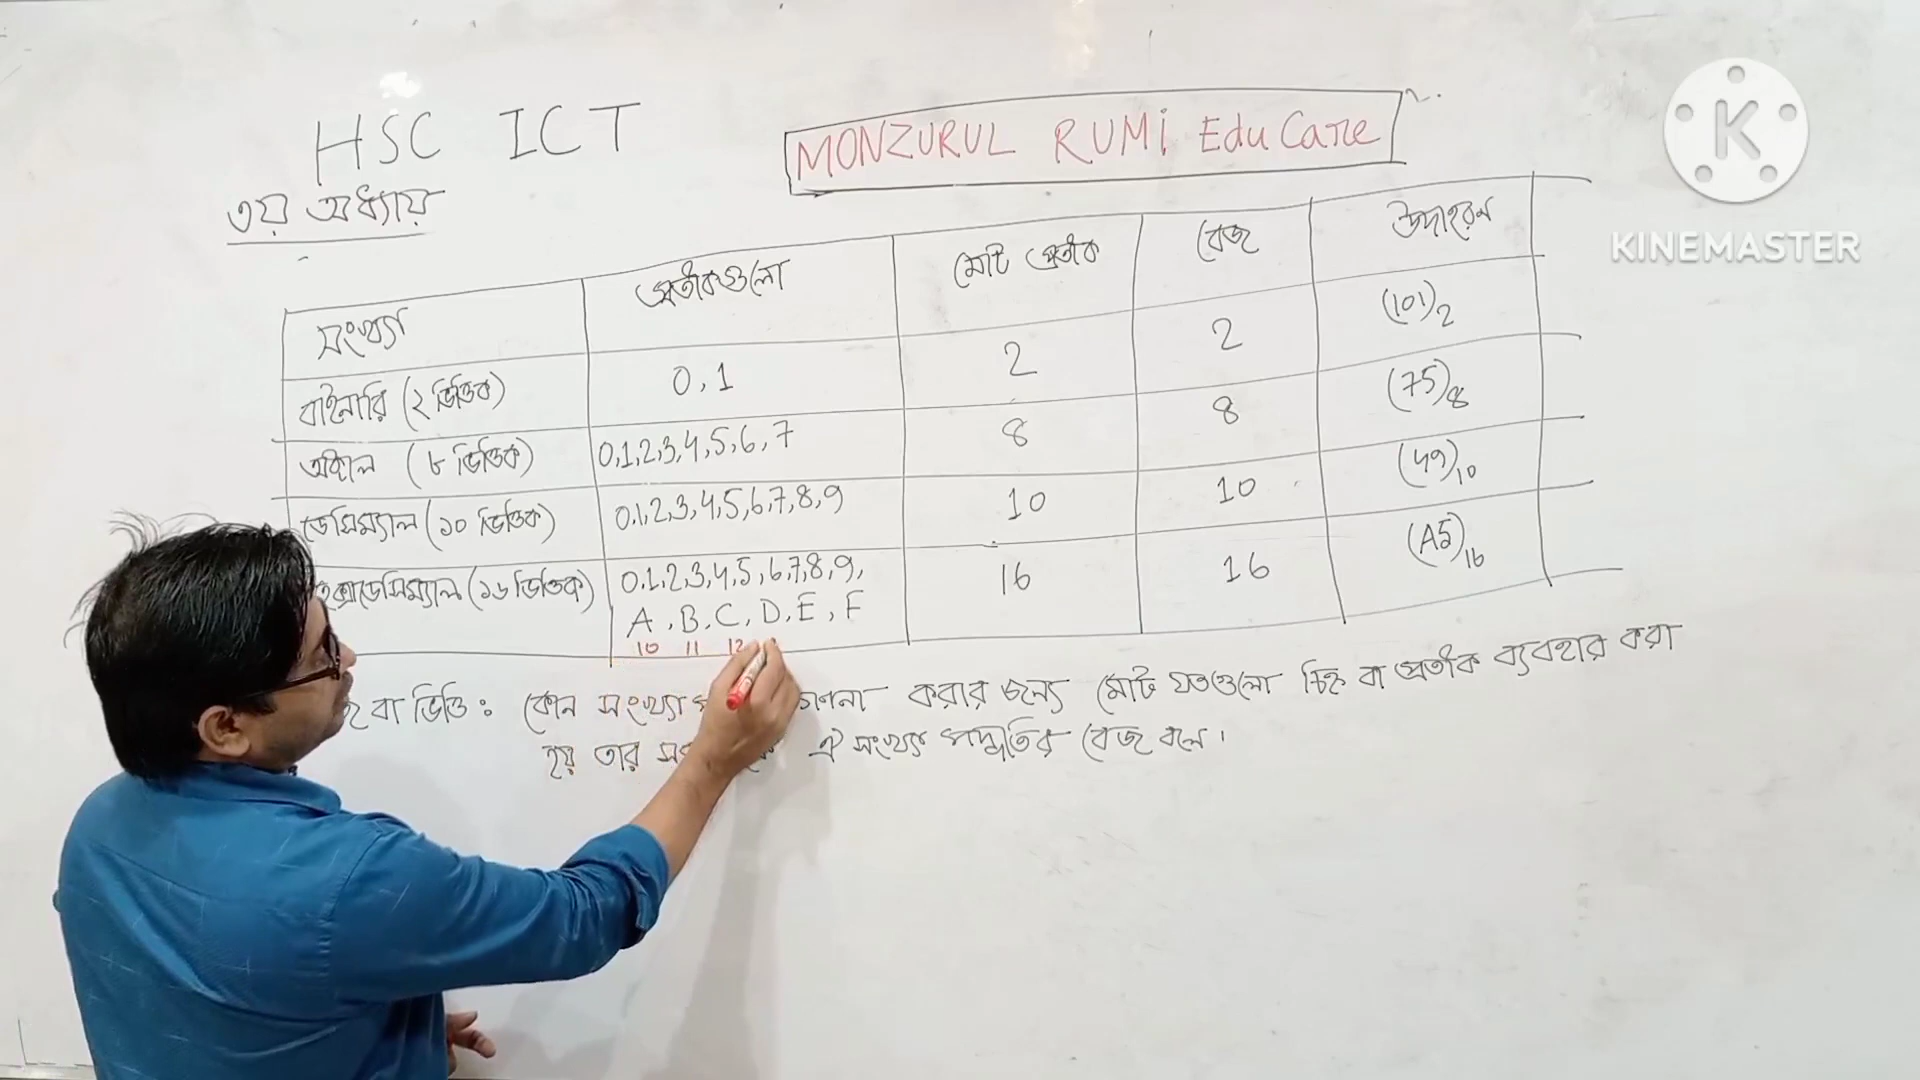 HSC ICT
MONZURUL RUMi EduCare
KINEMASTER
৩য় অধ্যায়
সংখ্যা প্রতীকগুলো মোট প্রতীক বেজ উদাহরন
বাইনারি (২ ভিত্তিক) 0,1 2 2 (101)2
অক্টাল (৮ ভিত্তিক) 0,1,2,3,4,5,6,7 8 8 (75)8
ডেসিম্যাল (১০ ভিত্তিক) 0,1,2,3,4,5,6,7,8,9 10 10 (49)10
(১৬ ভিত্তিক) 0,1,2,3,4,5,6,7,8,9, 16 16 (A5)16
A, B, C, D, E, F
10 11 12
বা ভিত্তি: কোন সংখ্যা গননা করার জন্য মোট যতগুলো চিহ্ন বা প্রতীক ব্যবহার করা
হয় তার ঐ সংখ্যা পদ্ধতির বেজ বলে।